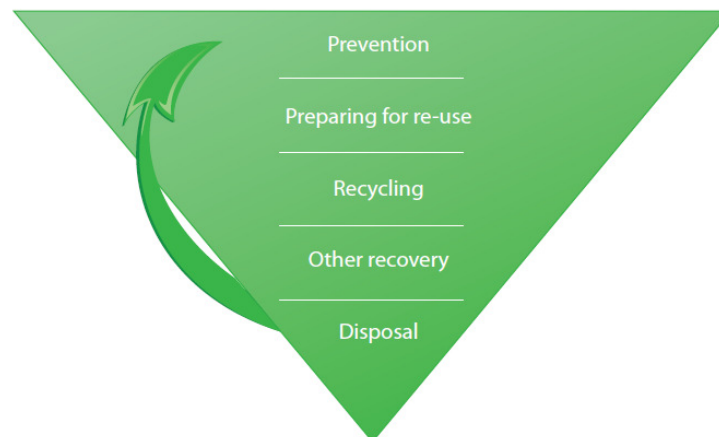 Prevention
Preparing for re-use
Recycling
Other recovery
Disposal